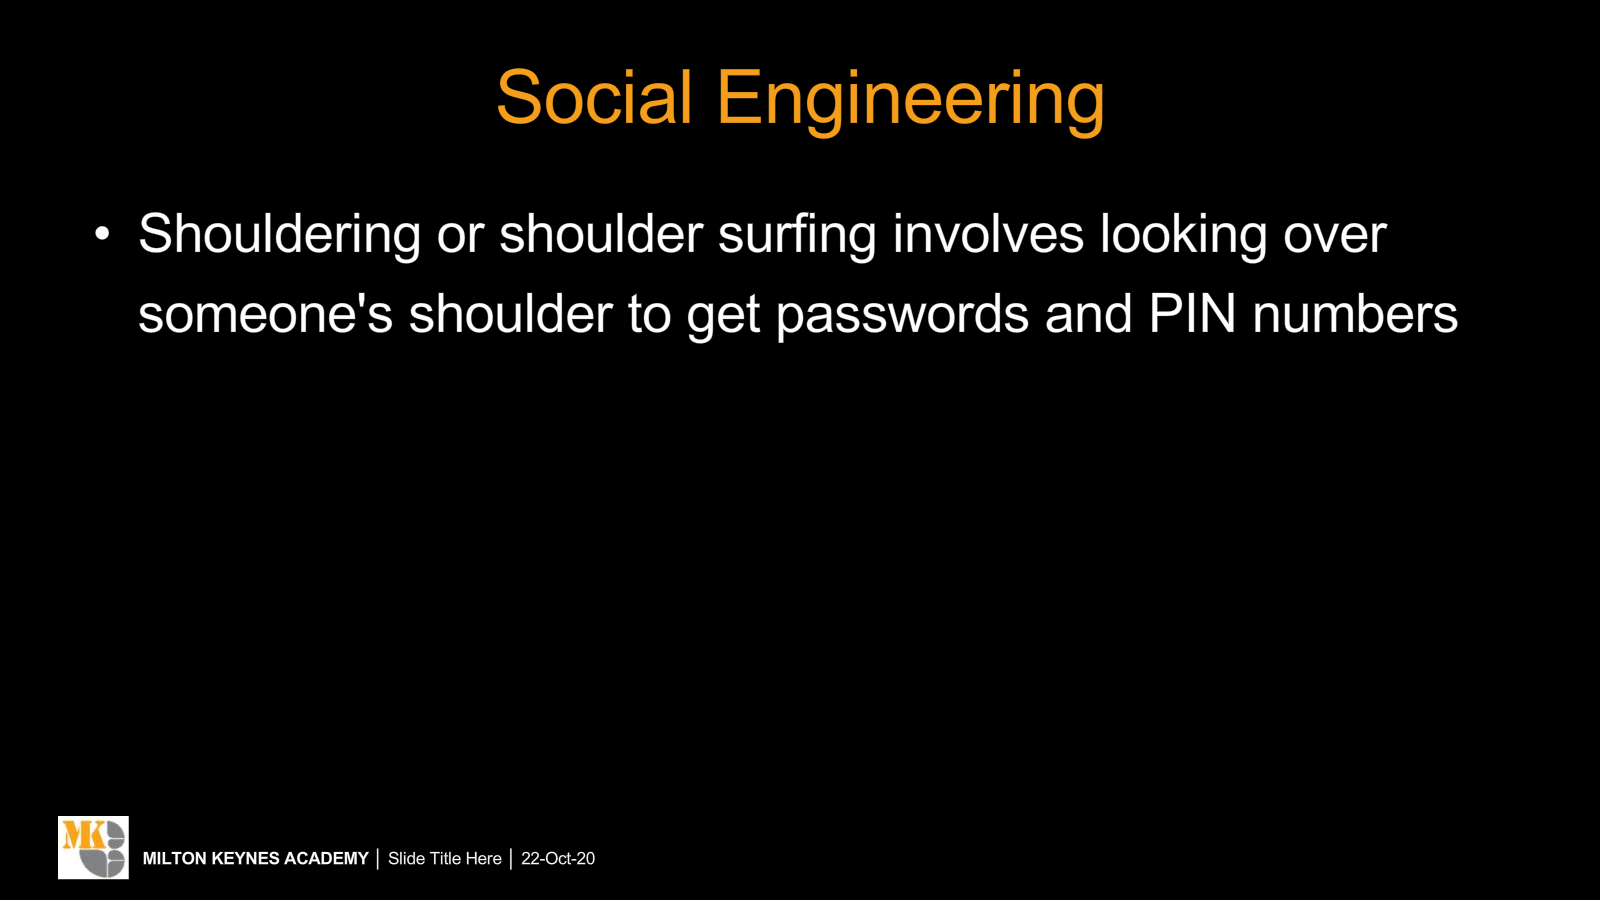 Social Engineering
• Shouldering or shoulder surfing involves looking over
someone's shoulder to get passwords and PIN numbers
MK
MILTON KEYNES ACADEMY | Slide Title Here | 22-Oct-20